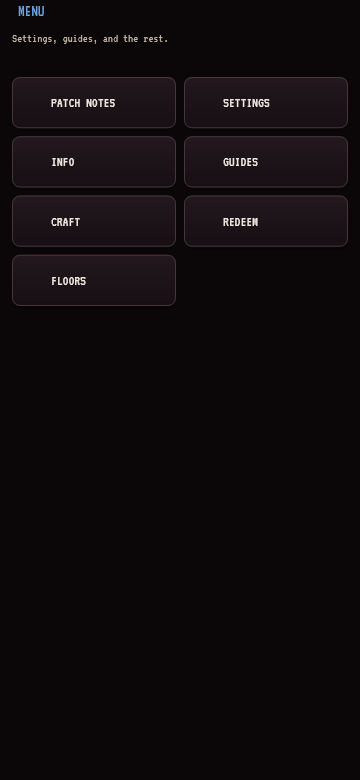 MENU
Settings, guides, and the rest.
PATCH NOTES
SETTINGS
INFO
GUIDES
CRAFT
REDEEM
FLOORS